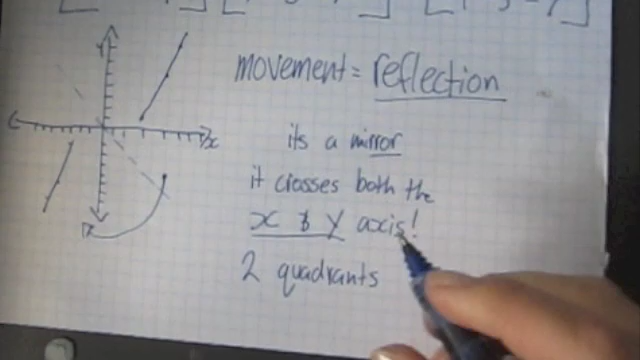 movement = reflection
its a mirror
it crosses both the
x & y axis!
2 quadrants
x